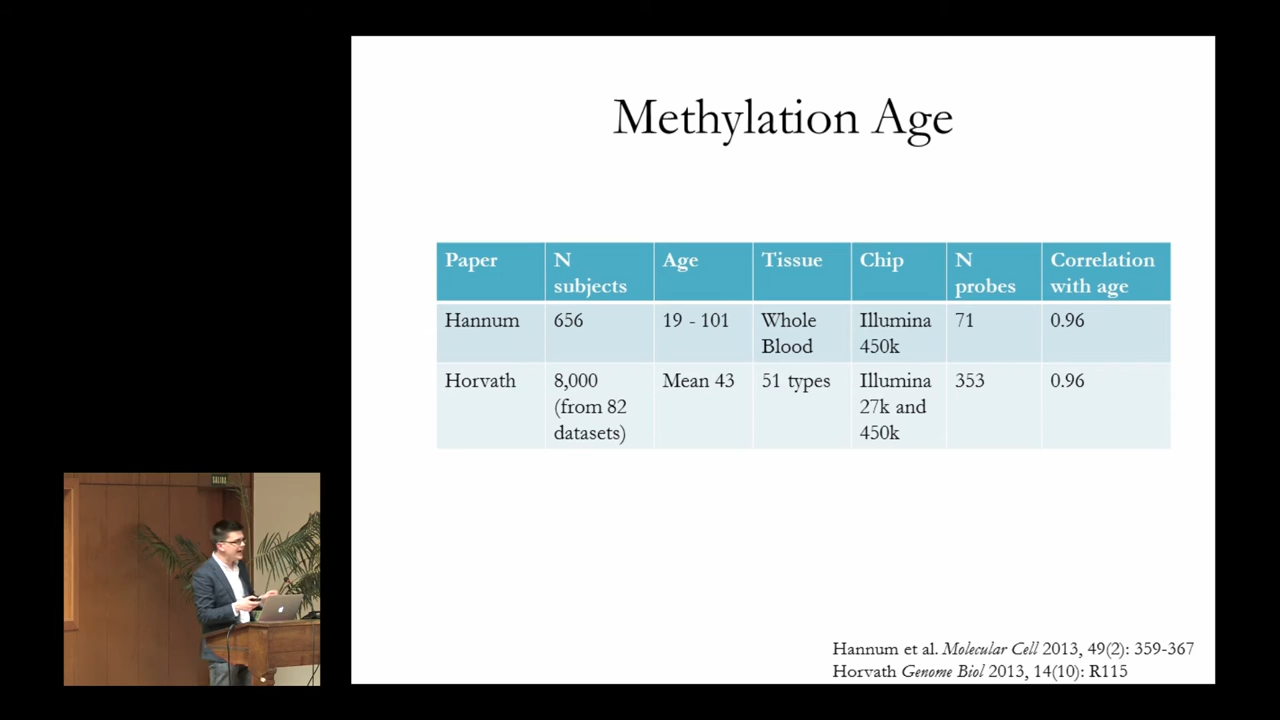 Methylation Age
Paper N subjects Age Tissue Chip N probes Correlation with age
Hannum 656 19 - 101 Whole Blood Illumina 450k 71 0.96
Horvath 8,000 (from 82 datasets) Mean 43 51 types Illumina 27k and 450k 353 0.96
SALIDA
Hannum et al. Molecular Cell 2013, 49(2): 359-367
Horvath Genome Biol 2013, 14(10): R115